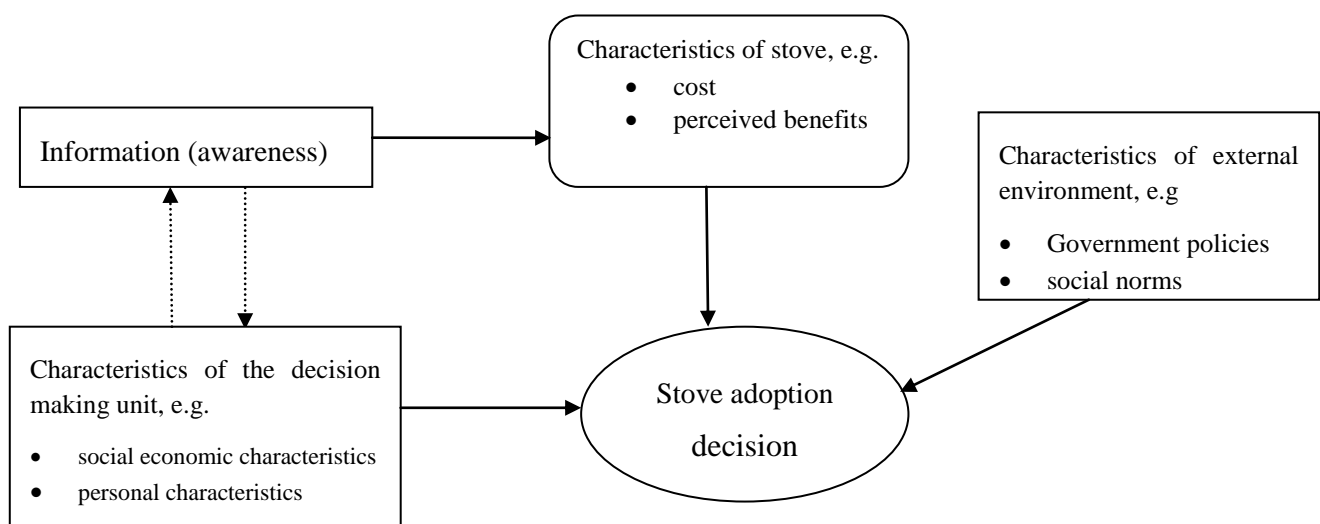 Characteristics of stove, e.g.
• cost
• perceived benefits
Information (awareness)
Characteristics of external
environment, e.g
• Government policies
• social norms
Characteristics of the decision
making unit, e.g.
• social economic characteristics
• personal characteristics
Stove adoption
decision